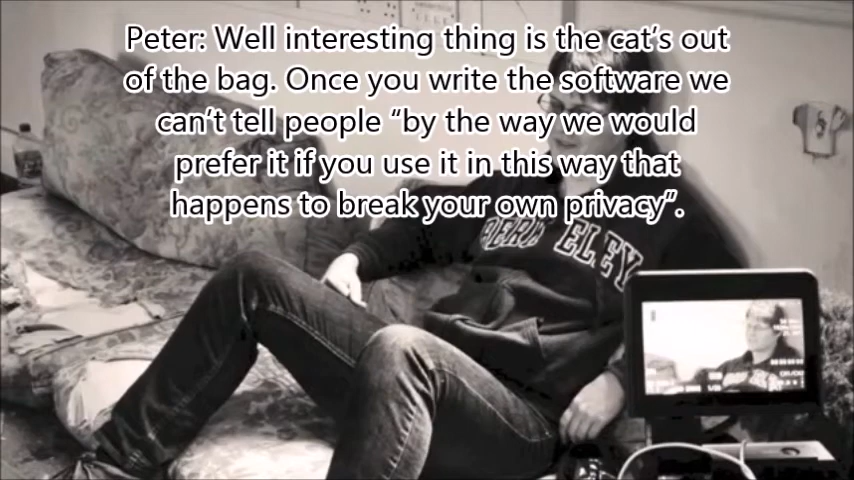 Peter: Well interesting thing is the cat’s out
of the bag. Once you write the software we
can’t tell people “by the way we would
prefer it if you use it in this way that
happens to break your own privacy”.
BERKELEY